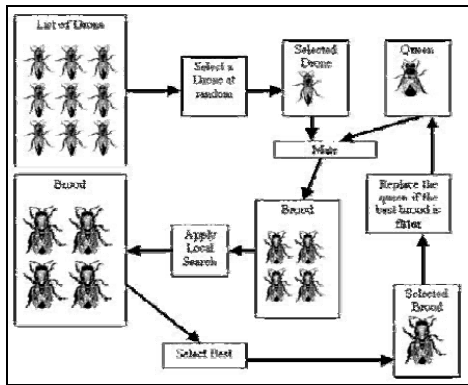 List of Drone
Select a
Drone at
random
Selected
Drone
Queen
Mate
Brood
Apply
Local
Search
Brood
Replace the
queen if the
best brood is
fitter
Select Best
Selected
Brood